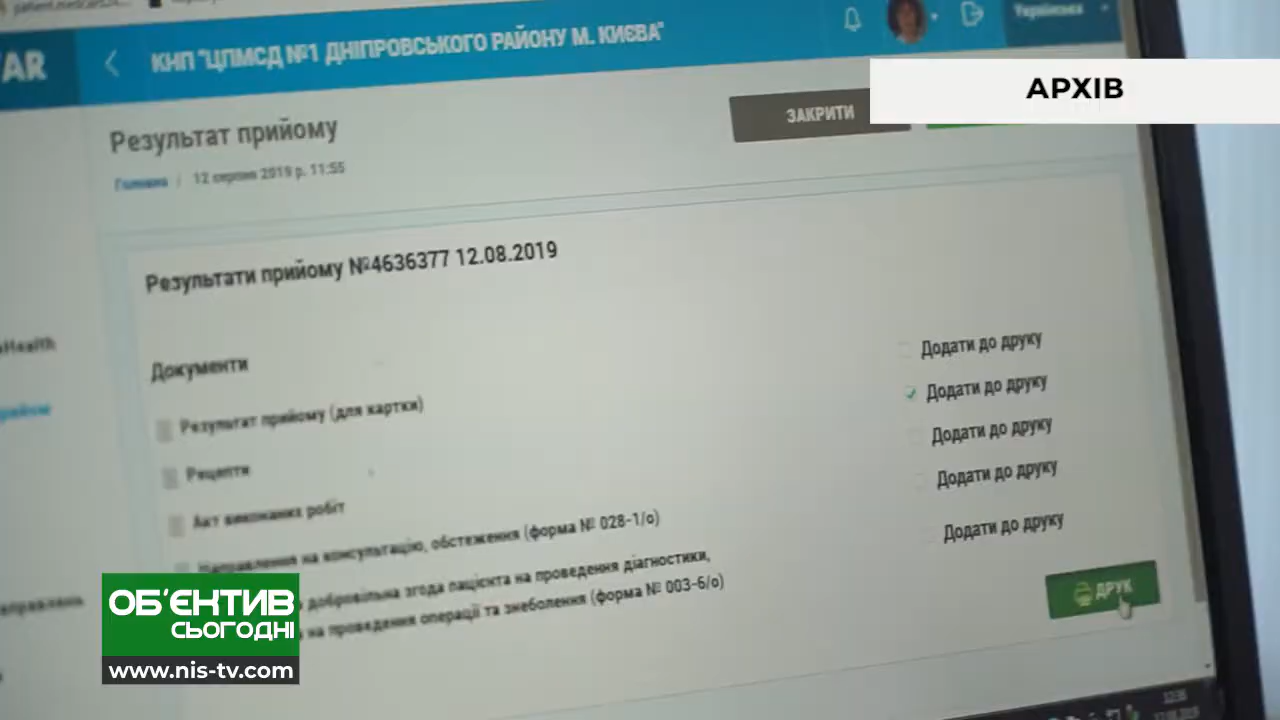 AR
КНП "ЦПМСД №1 ДНІПРОВСЬКОГО РАЙОНУ М. КИЄВА"
Українська
АРХІВ
Результат прийому
ЗАКРИТИ
Головна | 12 серпня 2019 р. 11:55
Результати прийому №4636377 12.08.2019
Health
Документи
Додати до друку
Результат прийому (для картки)
Додати до друку
Рецепти
Додати до друку
Акт виконаних робіт
Додати до друку
Направлення на консультацію, обстеження (форма № 028-1/о)
Додати до друку
добровільна згода пацієнта на проведення діагностики,
на проведення операції та знеболення (форма № 003-6/о)
ДРУК
ОБ'ЄКТИВ
СЬОГОДНІ
www.nis-tv.com